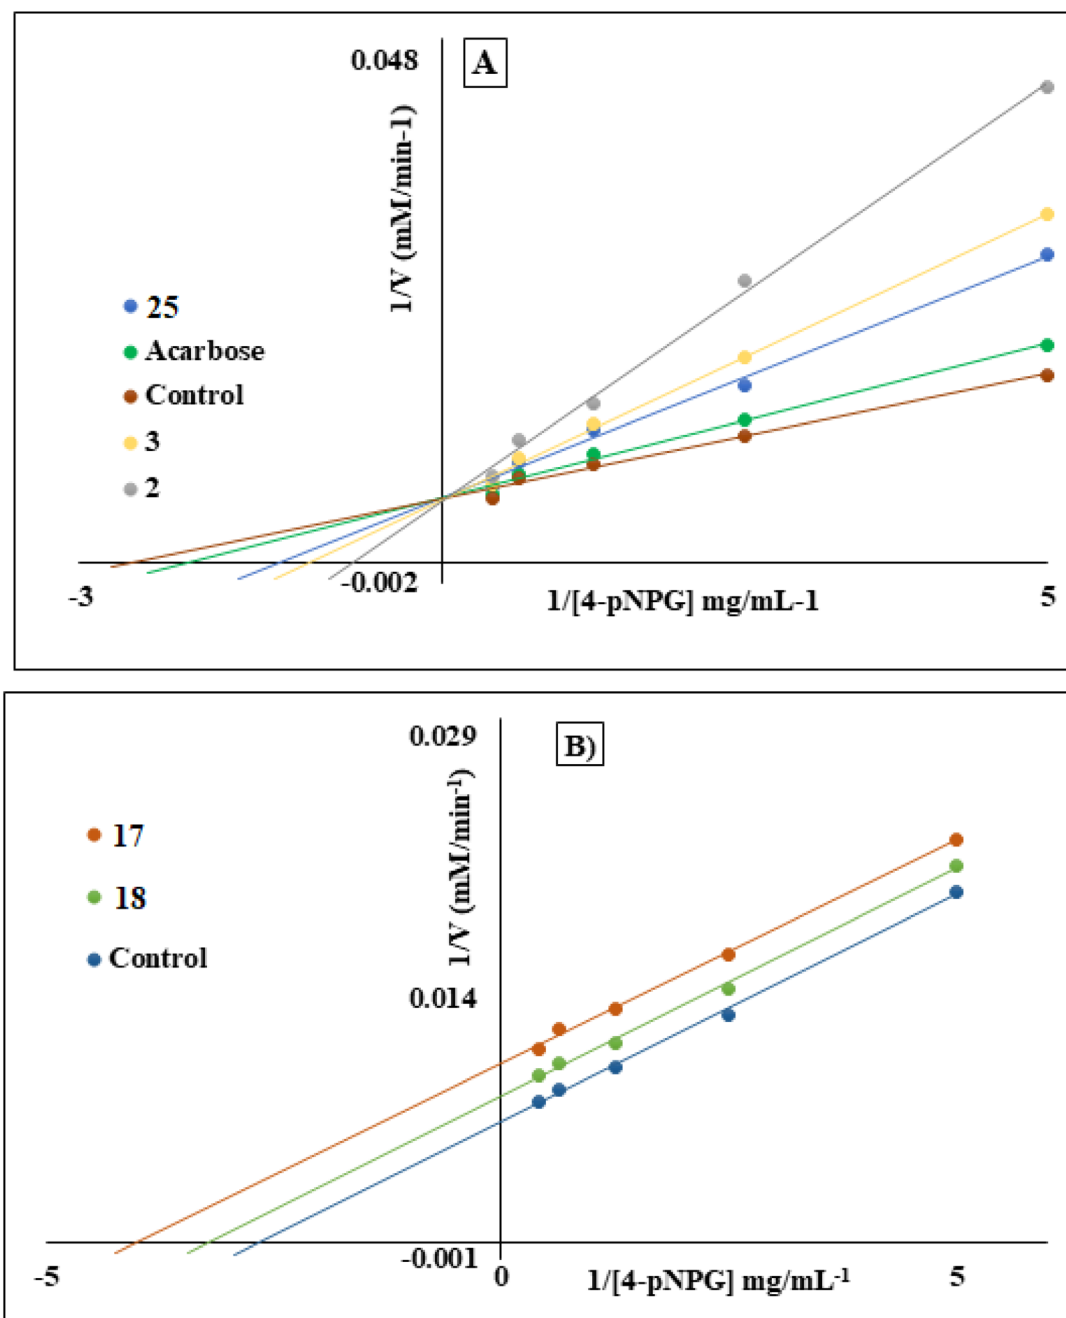 0.048
A
1/V (mM/min-1)
25
Acarbose
Control
3
2
-0.002
-3
1/[4-pNPG] mg/mL-1
5
0.029
B)
1/V (mM/min⁻¹)
17
18
Control
0.014
-0.001
-5
0
1/[4-pNPG] mg/mL⁻¹
5